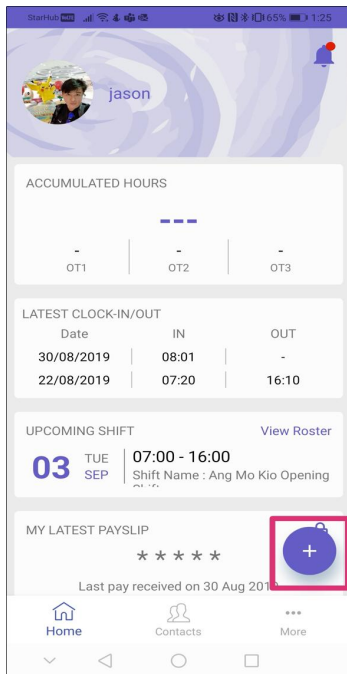 StarHub 65% 1:25
jason
ACCUMULATED HOURS
---
- - -
OT1 OT2 OT3
LATEST CLOCK-IN/OUT
Date IN OUT
30/08/2019 08:01 -
22/08/2019 07:20 16:10
UPCOMING SHIFT View Roster
03 TUE 07:00 - 16:00
SEP Shift Name : Ang Mo Kio Opening
MY LATEST PAYSLIP
* * * * *
+
Last pay received on 30 Aug 201
Home Contacts More